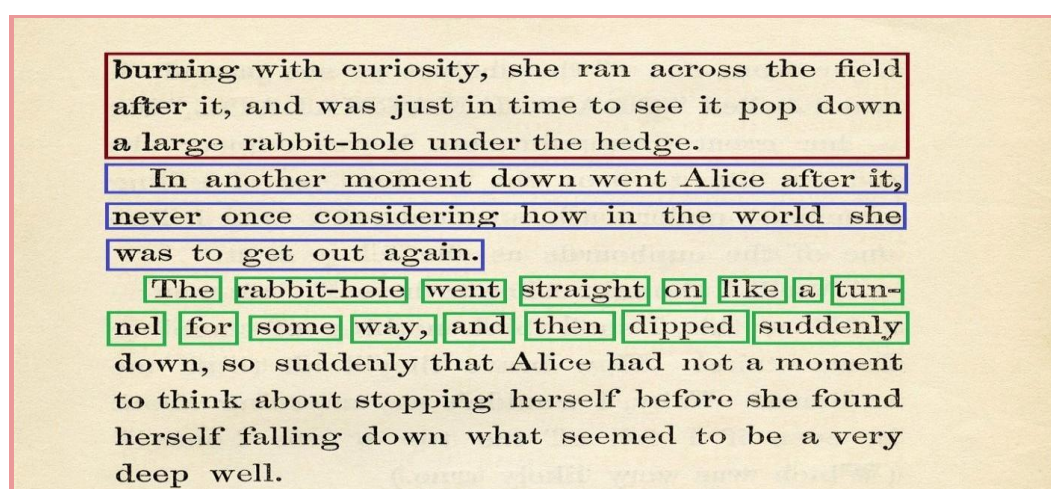 burning with curiosity, she ran across the field
after it, and was just in time to see it pop down
a large rabbit-hole under the hedge.
In another moment down went Alice after it,
never once considering how in the world she
was to get out again.
The rabbit-hole went straight on like a tun-
nel for some way, and then dipped suddenly
down, so suddenly that Alice had not a moment
to think about stopping herself before she found
herself falling down what seemed to be a very
deep well.